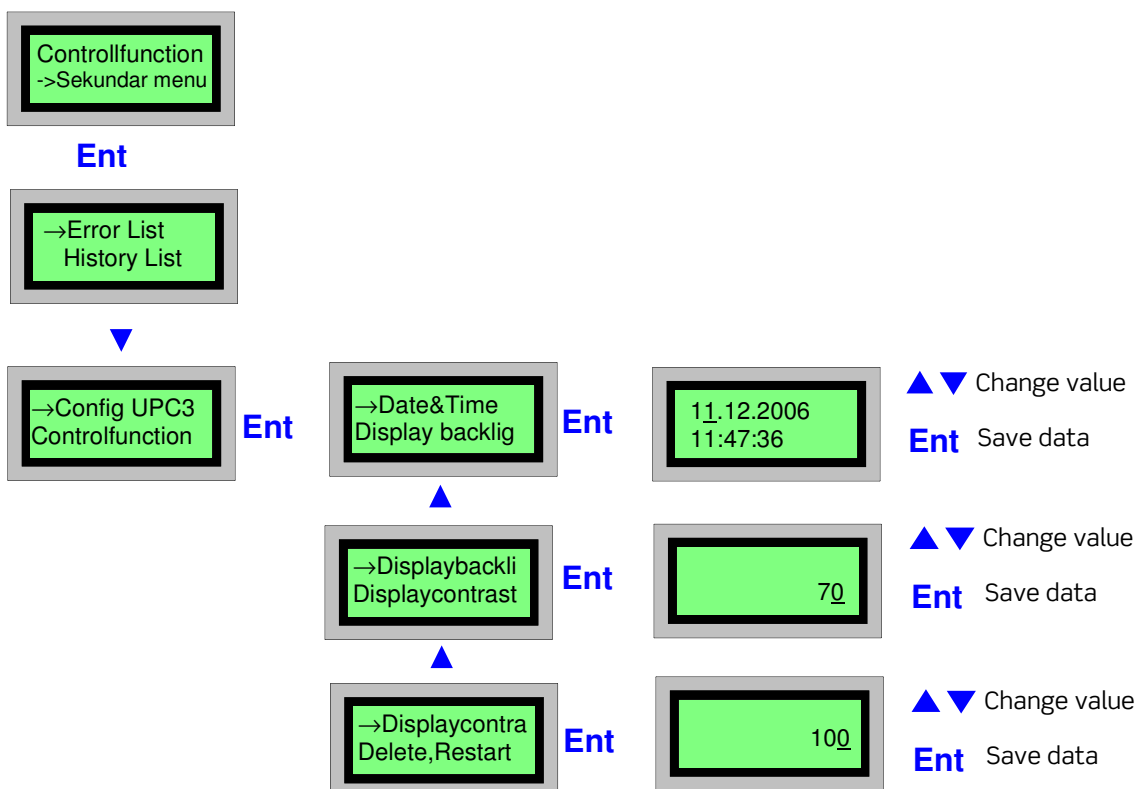 Controllfunction
->Sekundar menu
Ent
→Error List
History List
→Config UPC3
Controlfunction
Ent
→Date&Time
Display backlig
Ent
11.12.2006
11:47:36
▲ ▼ Change value
Ent Save data
→Displaybackli
Displaycontrast
Ent
70
▲ ▼ Change value
Ent Save data
→Displaycontra
Delete,Restart
Ent
100
▲ ▼ Change value
Ent Save data